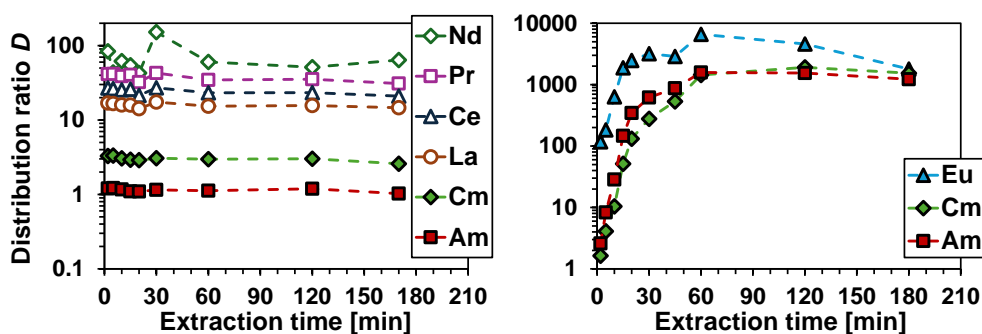 Distribution ratio D
100
10
1
0.1
0 30 60 90 120 150 180 210
Extraction time [min]
Nd
Pr
Ce
La
Cm
Am
10000
1000
100
10
1
0 30 60 90 120 150 180 210
Extraction time [min]
Eu
Cm
Am